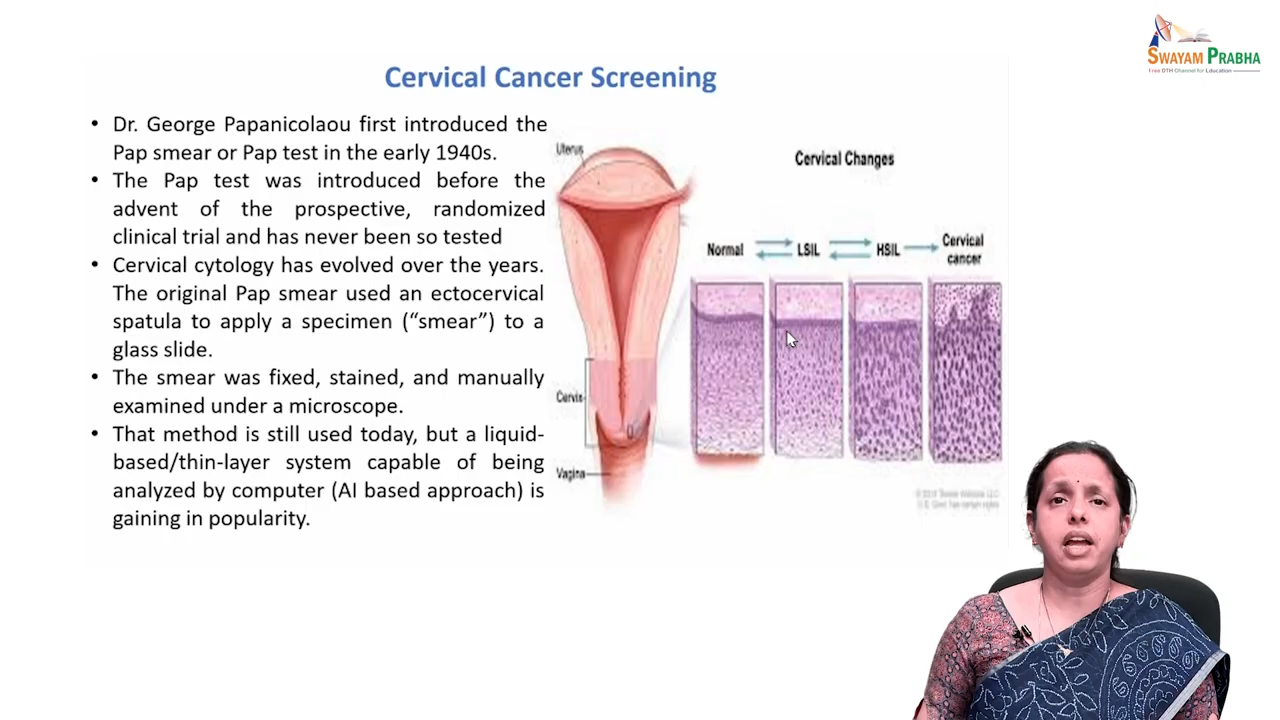 SWAYAM PRABHA
Free DTH Channel for Education
Cervical Cancer Screening
• Dr. George Papanicolaou first introduced the
Pap smear or Pap test in the early 1940s.
• The Pap test was introduced before the
advent of the prospective, randomized
clinical trial and has never been so tested
• Cervical cytology has evolved over the years.
The original Pap smear used an ectocervical
spatula to apply a specimen (“smear”) to a
glass slide.
• The smear was fixed, stained, and manually
examined under a microscope.
• That method is still used today, but a liquid-
based/thin-layer system capable of being
analyzed by computer (AI based approach) is
gaining in popularity.
Uterus
Cervix
Vagina
Cervical Changes
Normal
LSIL
HSIL
Cervical
cancer